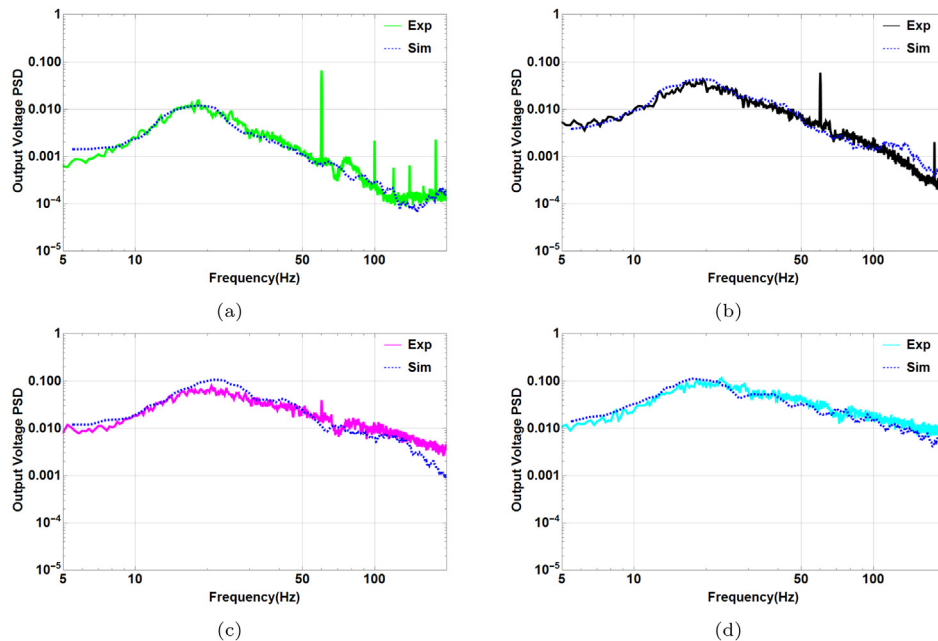 1
0.100
0.010
0.001
10⁻⁴
10⁻⁵
Output Voltage PSD
Exp
Sim
5 10 50 100
Frequency(Hz)
(a)
1
0.100
0.010
0.001
10⁻⁴
10⁻⁵
Output Voltage PSD
Exp
Sim
5 10 50 100
Frequency(Hz)
(b)
1
0.100
0.010
0.001
10⁻⁴
10⁻⁵
Output Voltage PSD
Exp
Sim
5 10 50 100
Frequency(Hz)
(c)
1
0.100
0.010
0.001
10⁻⁴
10⁻⁵
Output Voltage PSD
Exp
Sim
5 10 50 100
Frequency(Hz)
(d)